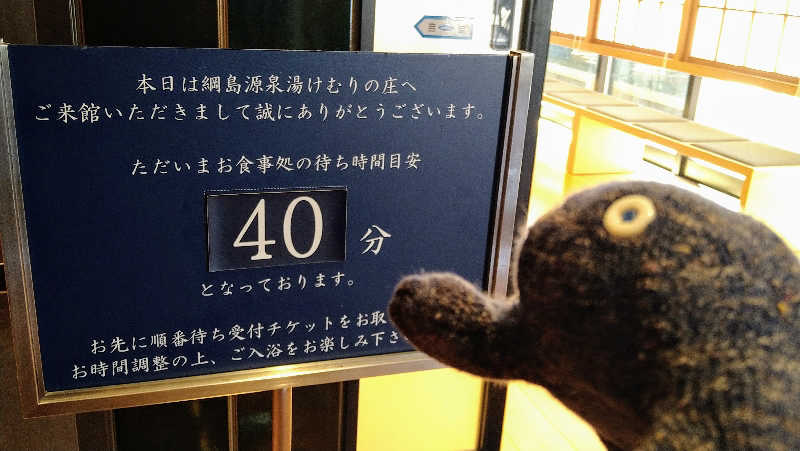 本日は綱島源泉湯けむりの庄へ
ご来館いただきまして誠にありがとうございます。
ただいまお食事処の待ち時間目安
40分
となっております。
お先に順番待ち受付チケットをお取
お時間調整の上、ご入浴をお楽しみ下さ